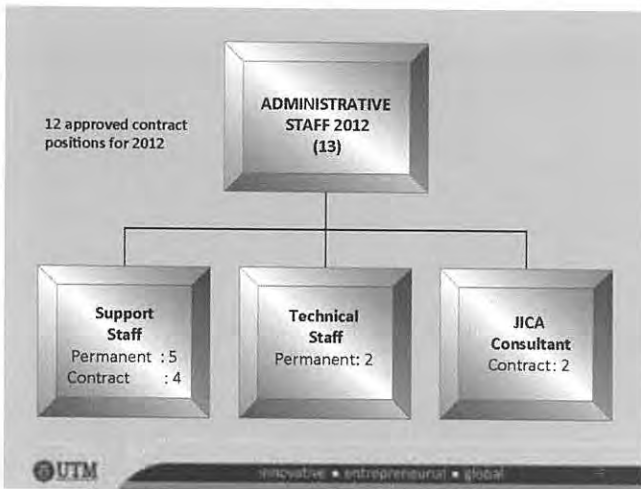 12 approved contract
positions for 2012
ADMINISTRATIVE
STAFF 2012
(13)
Support
Staff
Permanent : 5
Contract : 4
Technical
Staff
Permanent: 2
JICA
Consultant
Contract: 2
UTM
innovative ● entrepreneurial ● global